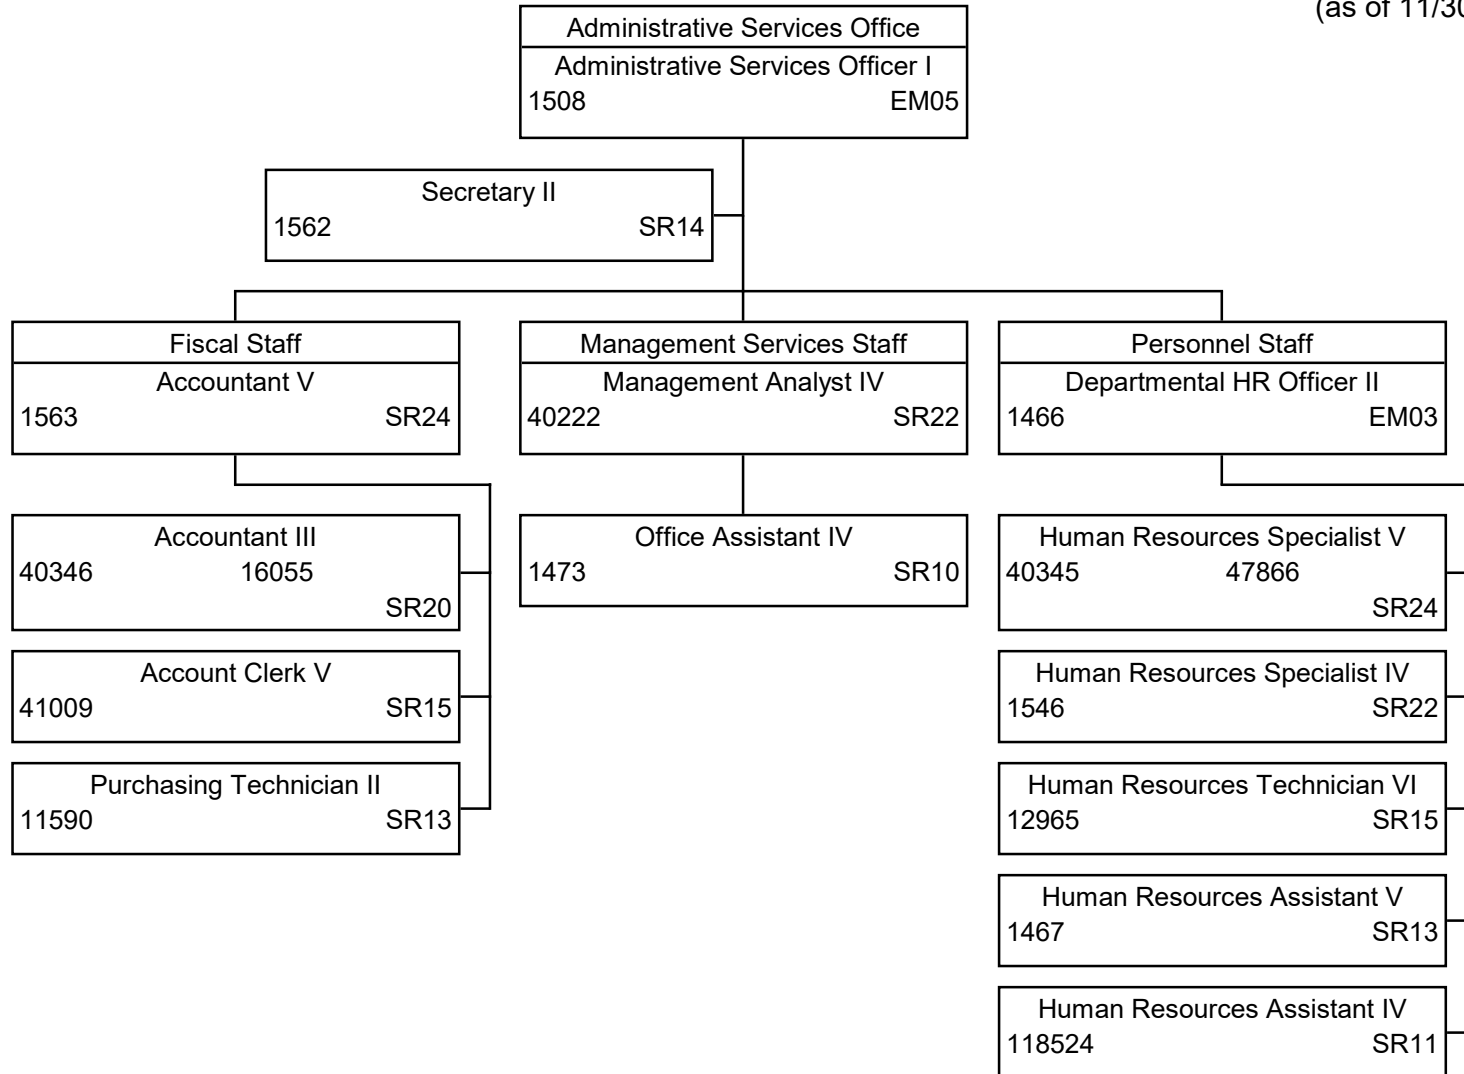 (as of 11/30
Administrative Services Office
Administrative Services Officer I
1508 EM05
Secretary II
1562 SR14
Fiscal Staff
Accountant V
1563 SR24
Accountant III
40346 16055
SR20
Account Clerk V
41009 SR15
Purchasing Technician II
11590 SR13
Management Services Staff
Management Analyst IV
40222 SR22
Office Assistant IV
1473 SR10
Personnel Staff
Departmental HR Officer II
1466 EM03
Human Resources Specialist V
40345 47866
SR24
Human Resources Specialist IV
1546 SR22
Human Resources Technician VI
12965 SR15
Human Resources Assistant V
1467 SR13
Human Resources Assistant IV
118524 SR11